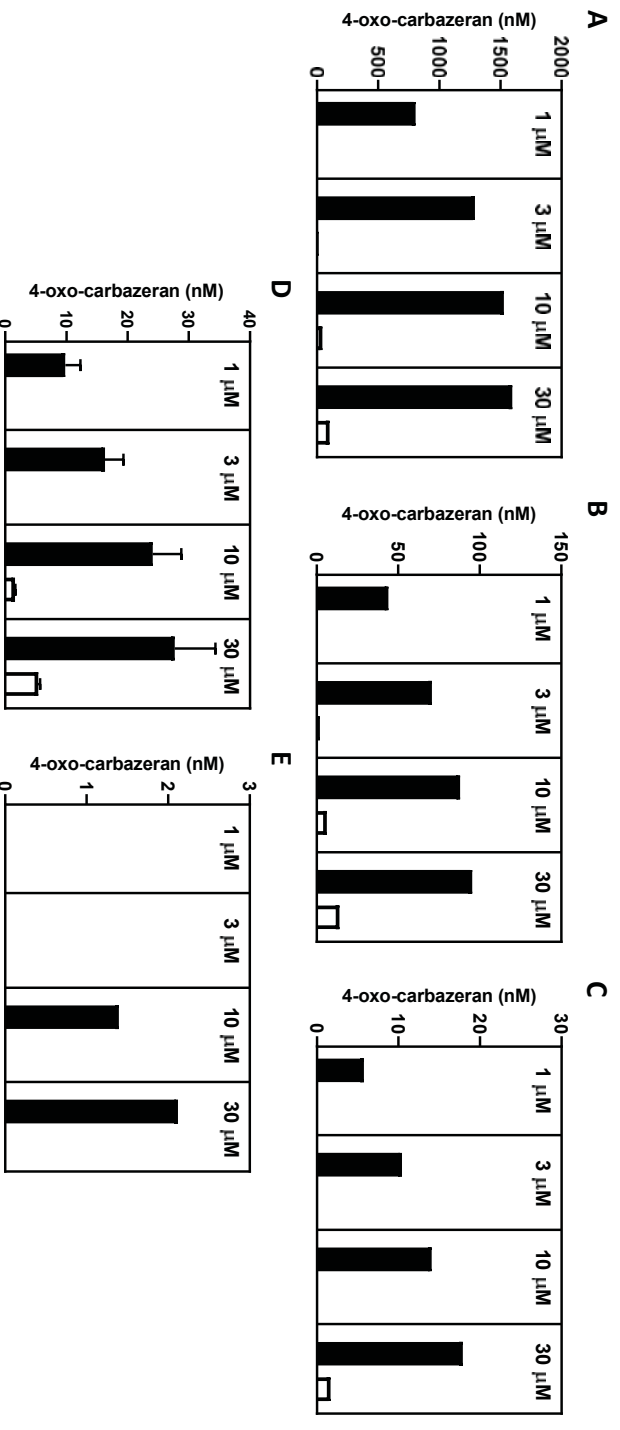 A
4-oxo-carbazeran (nM)
2000
1500
1000
500
0
1 μM
3 μM
10 μM
30 μM
B
4-oxo-carbazeran (nM)
150
100
50
0
1 μM
3 μM
10 μM
30 μM
C
4-oxo-carbazeran (nM)
30
20
10
0
1 μM
3 μM
10 μM
30 μM
D
4-oxo-carbazeran (nM)
40
30
20
10
0
1 μM
3 μM
10 μM
30 μM
E
4-oxo-carbazeran (nM)
3
2
1
0
1 μM
3 μM
10 μM
30 μM